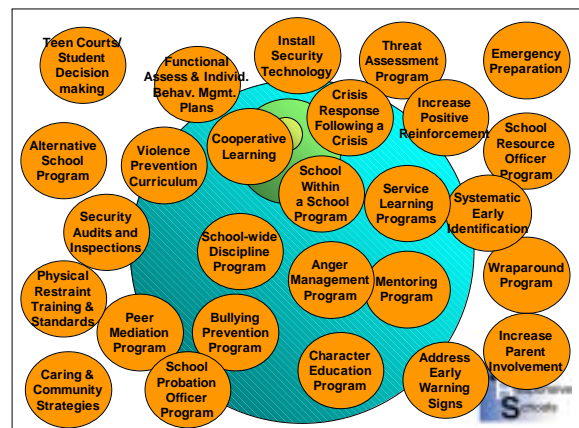 Teen Courts/
Student
Decision
making
Functional
Assess & Individ.
Behav. Mgmt.
Plans
Install
Security
Technology
Threat
Assessment
Program
Emergency
Preparation
Crisis
Response
Following a
Crisis
Increase
Positive
Reinforcement
Alternative
School
Program
Violence
Prevention
Curriculum
Cooperative
Learning
School
Resource
Officer
Program
School
Within
a School
Program
Service
Learning
Programs
Systematic
Early
Identification
Security
Audits and
Inspections
School-wide
Discipline
Program
Physical
Restraint
Training &
Standards
Anger
Management
Program
Mentoring
Program
Wraparound
Program
Peer
Mediation
Program
Bullying
Prevention
Program
Increase
Parent
Involvement
Caring &
Community
Strategies
School
Probation
Officer
Program
Character
Education
Program
Address
Early
Warning
Signs
Schools